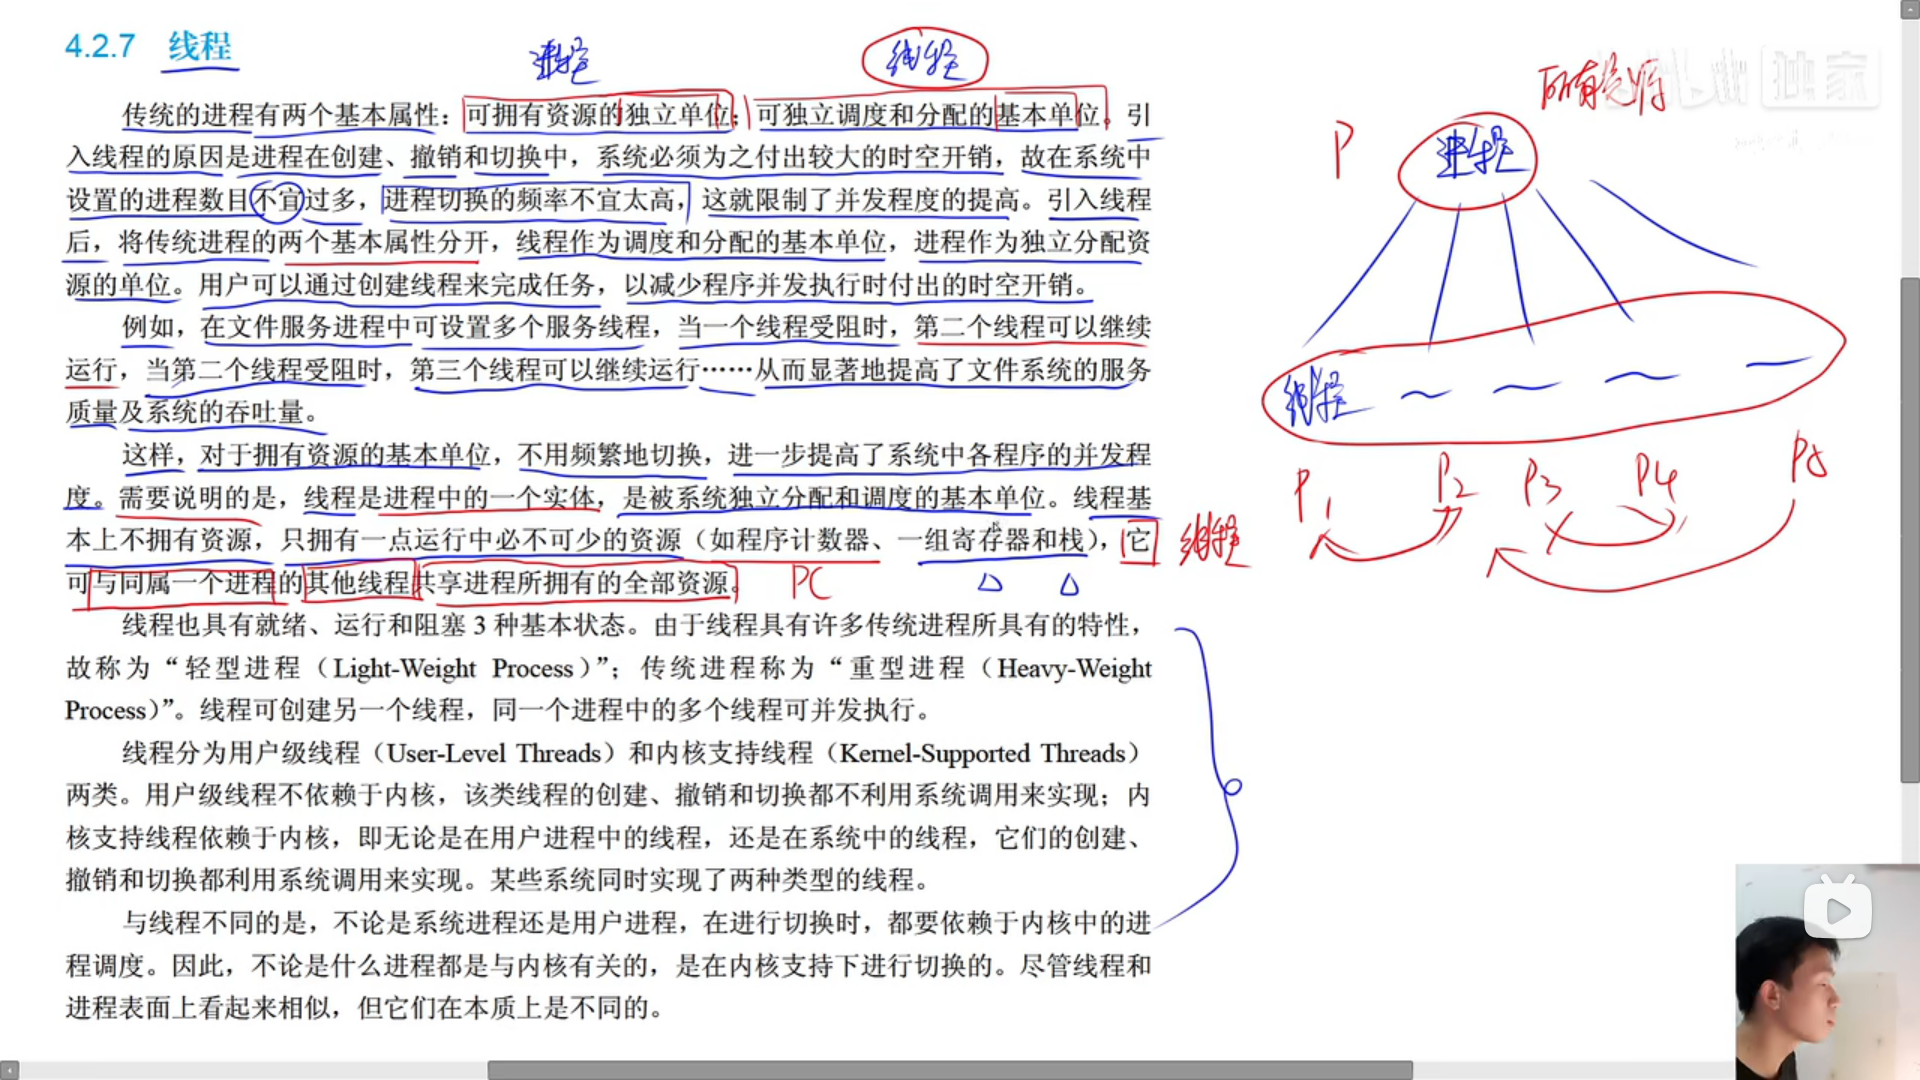 4.2.7 线程
进程
线程
传统的进程有两个基本属性：可拥有资源的独立单位；可独立调度和分配的基本单位。引
入线程的原因是进程在创建、撤销和切换中，系统必须为之付出较大的时空开销，故在系统中
设置的进程数目不宜过多，进程切换的频率不宜太高，这就限制了并发程度的提高。引入线程
后，将传统进程的两个基本属性分开，线程作为调度和分配的基本单位，进程作为独立分配资
源的单位。用户可以通过创建线程来完成任务，以减少程序并发执行时付出的时空开销。
例如，在文件服务进程中可设置多个服务线程，当一个线程受阻时，第二个线程可以继续
运行，当第二个线程受阻时，第三个线程可以继续运行……从而显著地提高了文件系统的服务
质量及系统的吞吐量。
这样，对于拥有资源的基本单位，不用频繁地切换，进一步提高了系统中各程序的并发程
度。需要说明的是，线程是进程中的一个实体，是被系统独立分配和调度的基本单位。线程基
本上不拥有资源，只拥有一点运行中必不可少的资源（如程序计数器、一组寄存器和栈），它
线程
可与同属一个进程的其他线程共享进程所拥有的全部资源。
PC
线程也具有就绪、运行和阻塞 3 种基本状态。由于线程具有许多传统进程所具有的特性，
故称为“轻型进程（Light-Weight Process）”；传统进程称为“重型进程（Heavy-Weight
Process）”。线程可创建另一个线程，同一个进程中的多个线程可并发执行。
线程分为用户级线程（User-Level Threads）和内核支持线程（Kernel-Supported Threads）
两类。用户级线程不依赖于内核，该类线程的创建、撤销和切换都不利用系统调用来实现；内
核支持线程依赖于内核，即无论是在用户进程中的线程，还是在系统中的线程，它们的创建、
撤销和切换都利用系统调用来实现。某些系统同时实现了两种类型的线程。
与线程不同的是，不论是系统进程还是用户进程，在进行切换时，都要依赖于内核中的进
程调度。因此，不论是什么进程都是与内核有关的，是在内核支持下进行切换的。尽管线程和
进程表面上看起来相似，但它们在本质上是不同的。
所有资源
独家
P
进程
线程
P1 P2 P3 P4 P5